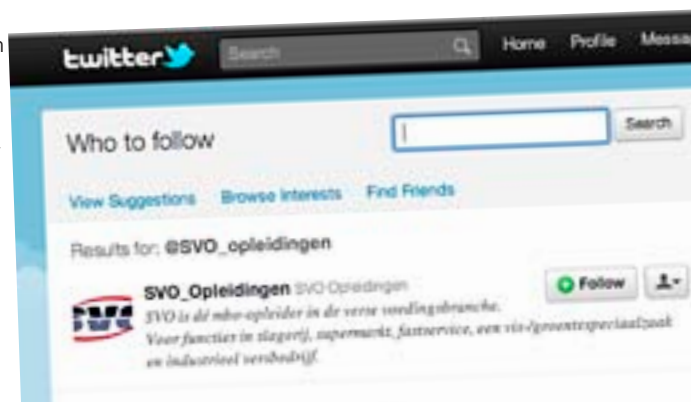 twitter
Search
Home Profile Messa
Who to follow
Search
View Suggestions Browse Interests Find Friends
Results for: @SVO_opleidingen
SVO_Opleidingen SVO Opleidingen
Follow
SVO is dé mbo-opleider in de verse voedingsbranche.
Voor functies in slagerij, supermarkt, fastservice, een vis-/groentespeciaalzaak
en industrieel versbedrijf.